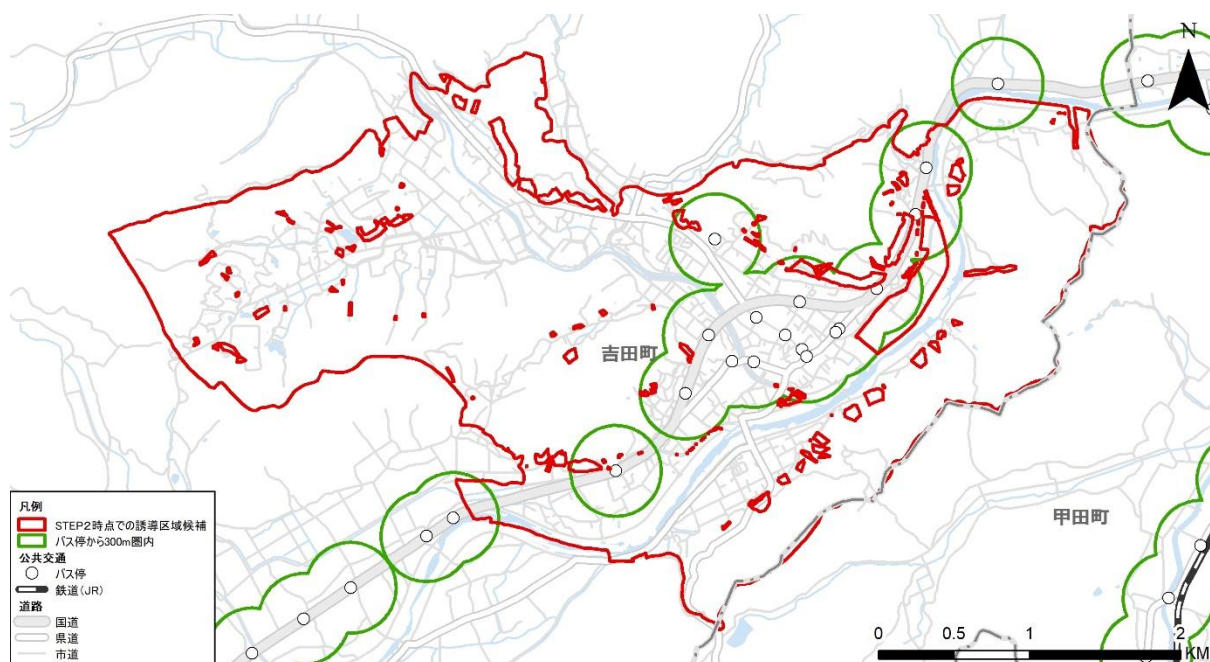 N
吉田町
甲田町
凡例
STEP2時点での誘導区域候補
バス停から300m圏内
公共交通
バス停
鉄道(JR)
道路
国道
県道
市道
0 0.5 1 2
KM